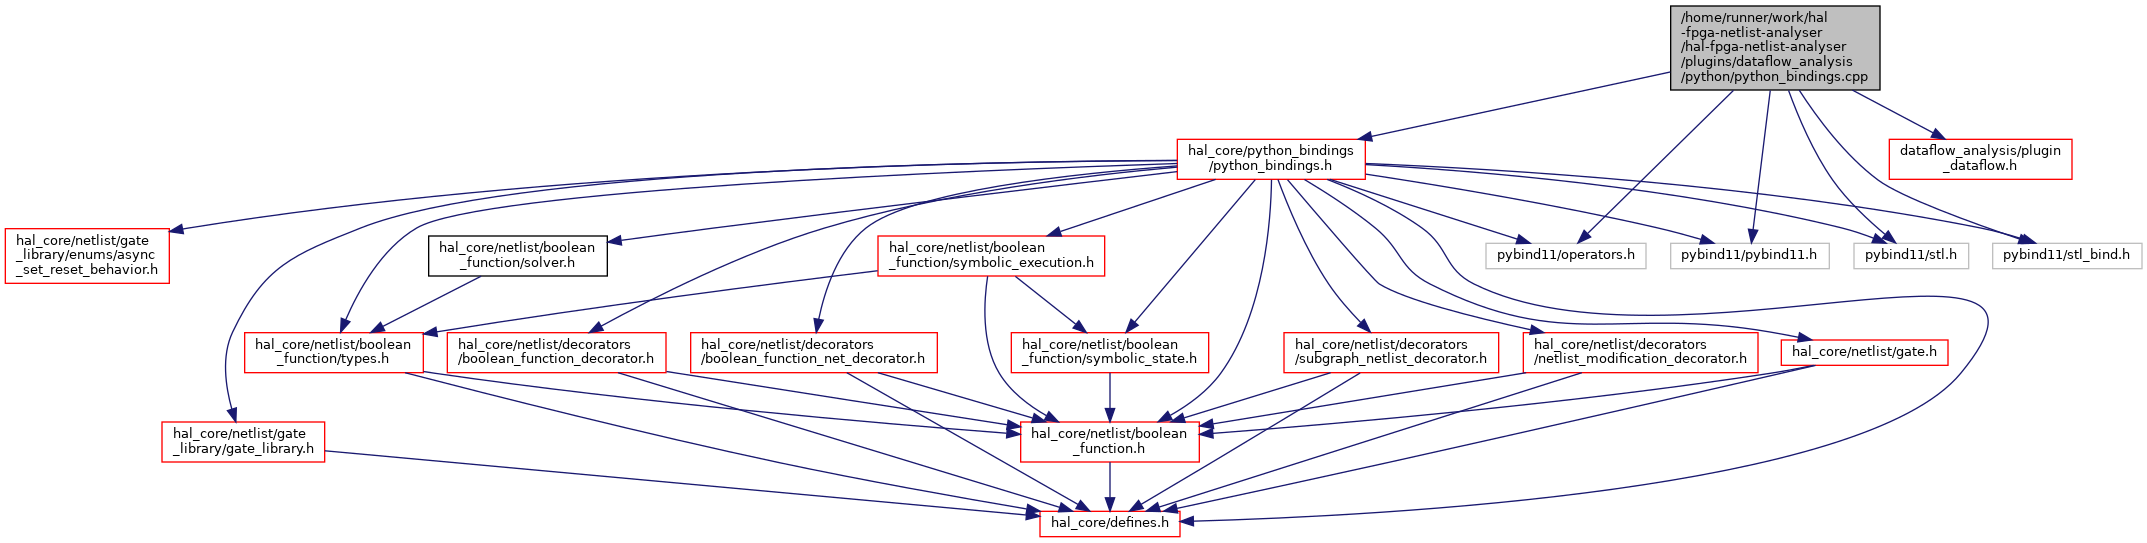 /home/runner/work/hal
-fpga-netlist-analyser
/hal-fpga-netlist-analyser
/plugins/dataflow_analysis
/python/python_bindings.cpp
hal_core/python_bindings
/python_bindings.h
dataflow_analysis/plugin
_dataflow.h
hal_core/netlist/gate
_library/enums/async
_set_reset_behavior.h
hal_core/netlist/boolean
_function/solver.h
hal_core/netlist/boolean
_function/symbolic_execution.h
pybind11/operators.h
pybind11/pybind11.h
pybind11/stl.h
pybind11/stl_bind.h
hal_core/netlist/boolean
_function/types.h
hal_core/netlist/decorators
/boolean_function_decorator.h
hal_core/netlist/decorators
/boolean_function_net_decorator.h
hal_core/netlist/boolean
_function/symbolic_state.h
hal_core/netlist/decorators
/subgraph_netlist_decorator.h
hal_core/netlist/decorators
/netlist_modification_decorator.h
hal_core/netlist/gate.h
hal_core/netlist/gate
_library/gate_library.h
hal_core/netlist/boolean
_function.h
hal_core/defines.h